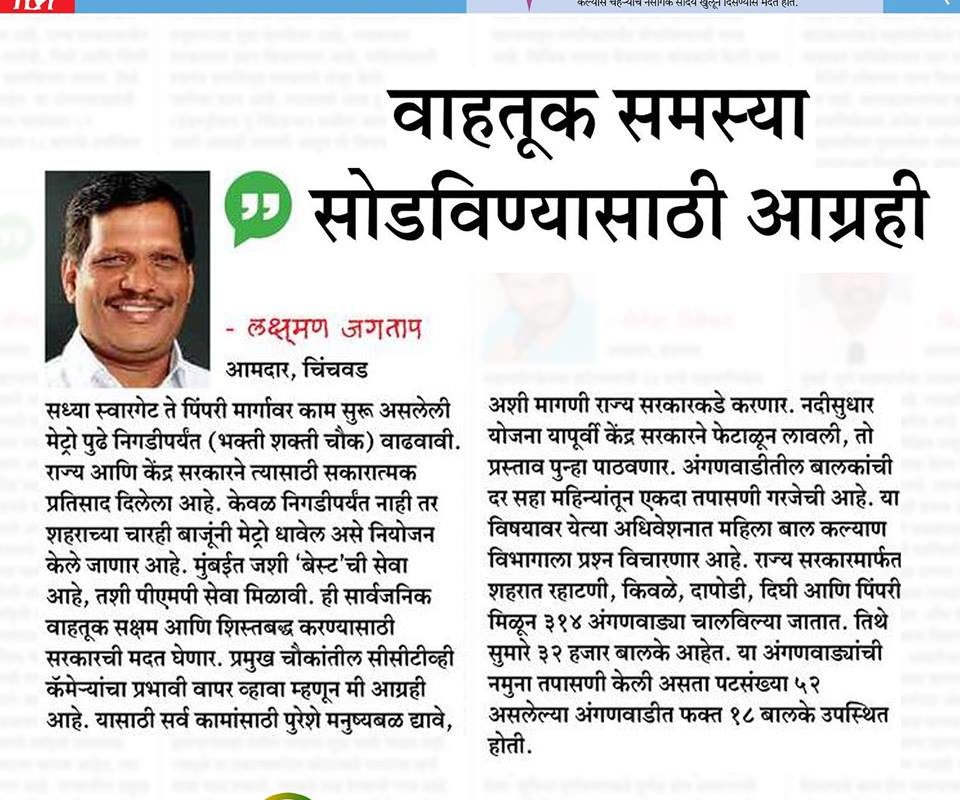 वाहतूक समस्या
सोडविण्यासाठी आग्रही
- लक्ष्मण जगताप
आमदार, चिंचवड
सध्या स्वारगेट ते पिंपरी मार्गावर काम सुरू असलेली
मेट्रो पुढे निगडीपर्यंत (भक्ती शक्ती चौक) वाढवावी.
राज्य आणि केंद्र सरकारने त्यासाठी सकारात्मक
प्रतिसाद दिलेला आहे. केवळ निगडीपर्यंत नाही तर
शहराच्या चारही बाजूंनी मेट्रो धावेल असे नियोजन
केले जाणार आहे. मुंबईत जशी ‘बेस्ट’ची सेवा
आहे, तशी पीएमपी सेवा मिळावी. ही सार्वजनिक
वाहतूक सक्षम आणि शिस्तबद्ध करण्यासाठी
सरकारची मदत घेणार. प्रमुख चौकांतील सीसीटीव्ही
कॅमेऱ्यांचा प्रभावी वापर व्हावा म्हणून मी आग्रही
आहे. यासाठी सर्व कामांसाठी पुरेशे मनुष्यबळ द्यावे,
अशी मागणी राज्य सरकारकडे करणार. नदीसुधार
योजना यापूर्वी केंद्र सरकारने फेटाळून लावली, तो
प्रस्ताव पुन्हा पाठवणार. अंगणवाडीतील बालकांची
दर सहा महिन्यांतून एकदा तपासणी गरजेची आहे. या
विषयावर येत्या अधिवेशनात महिला बाल कल्याण
विभागाला प्रश्न विचारणार आहे. राज्य सरकारमार्फत
शहरात रहाटणी, किवळे, दापोडी, दिघी आणि पिंपरी
मिळून ३१४ अंगणवाड्या चालविल्या जातात. तिथे
सुमारे ३२ हजार बालके आहेत. या अंगणवाड्यांची
नमुना तपासणी केली असता पटसंख्या ५२
असलेल्या अंगणवाडीत फक्त १८ बालके उपस्थित
होती.